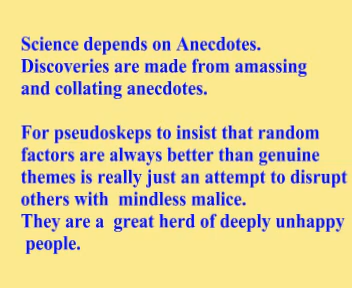 Science depends on Anecdotes.
Discoveries are made from amassing
and collating anecdotes.
For pseudoskeps to insist that random
factors are always better than genuine
themes is really just an attempt to disrupt
others with mindless malice.
They are a great herd of deeply unhappy
people.